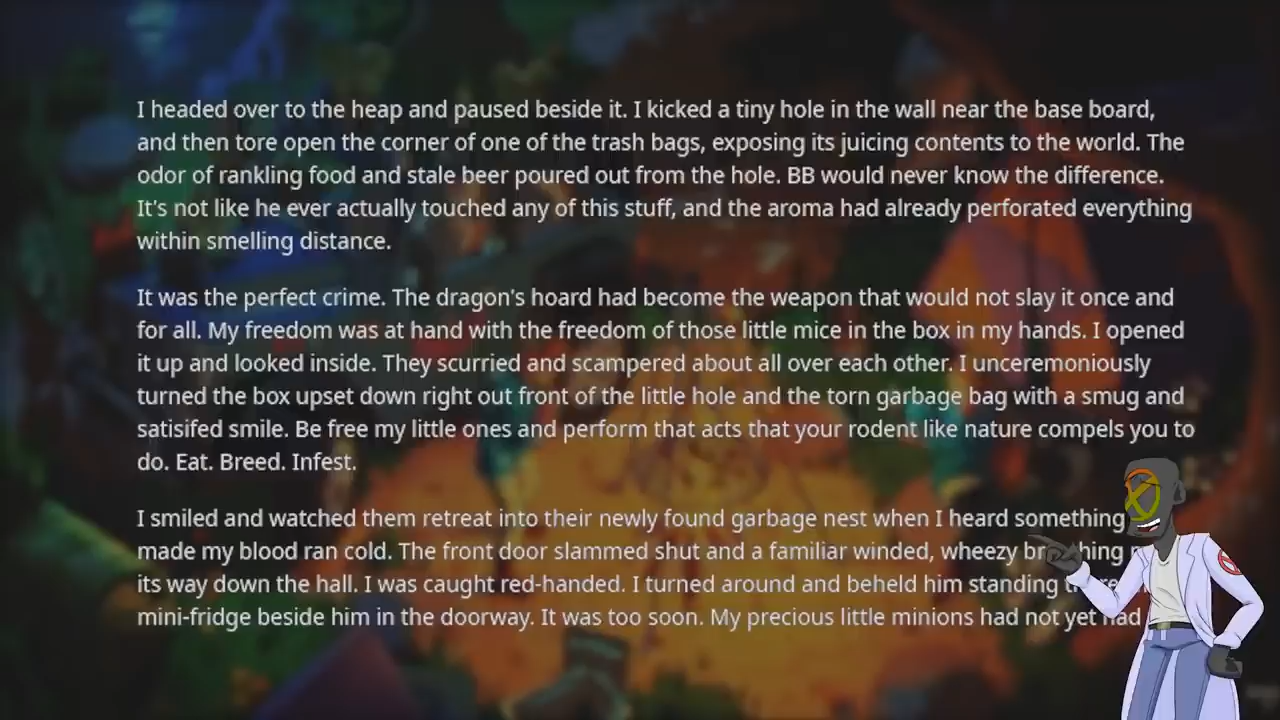 I headed over to the heap and paused beside it. I kicked a tiny hole in the wall near the base board,
and then tore open the corner of one of the trash bags, exposing its juicing contents to the world. The
odor of rankling food and stale beer poured out from the hole. BB would never know the difference.
It's not like he ever actually touched any of this stuff, and the aroma had already perforated everything
within smelling distance.
It was the perfect crime. The dragon's hoard had become the weapon that would not slay it once and
for all. My freedom was at hand with the freedom of those little mice in the box in my hands. I opened
it up and looked inside. They scurried and scampered about all over each other. I unceremoniously
turned the box upset down right out front of the little hole and the torn garbage bag with a smug and
satisifed smile. Be free my little ones and perform that acts that your rodent like nature compels you to
do. Eat. Breed. Infest.
I smiled and watched them retreat into their newly found garbage nest when I heard something
made my blood ran cold. The front door slammed shut and a familiar winded, wheezy
its way down the hall. I was caught red-handed. I turned around and beheld him standing
mini-fridge beside him in the doorway. It was too soon. My precious little minions had not yet had